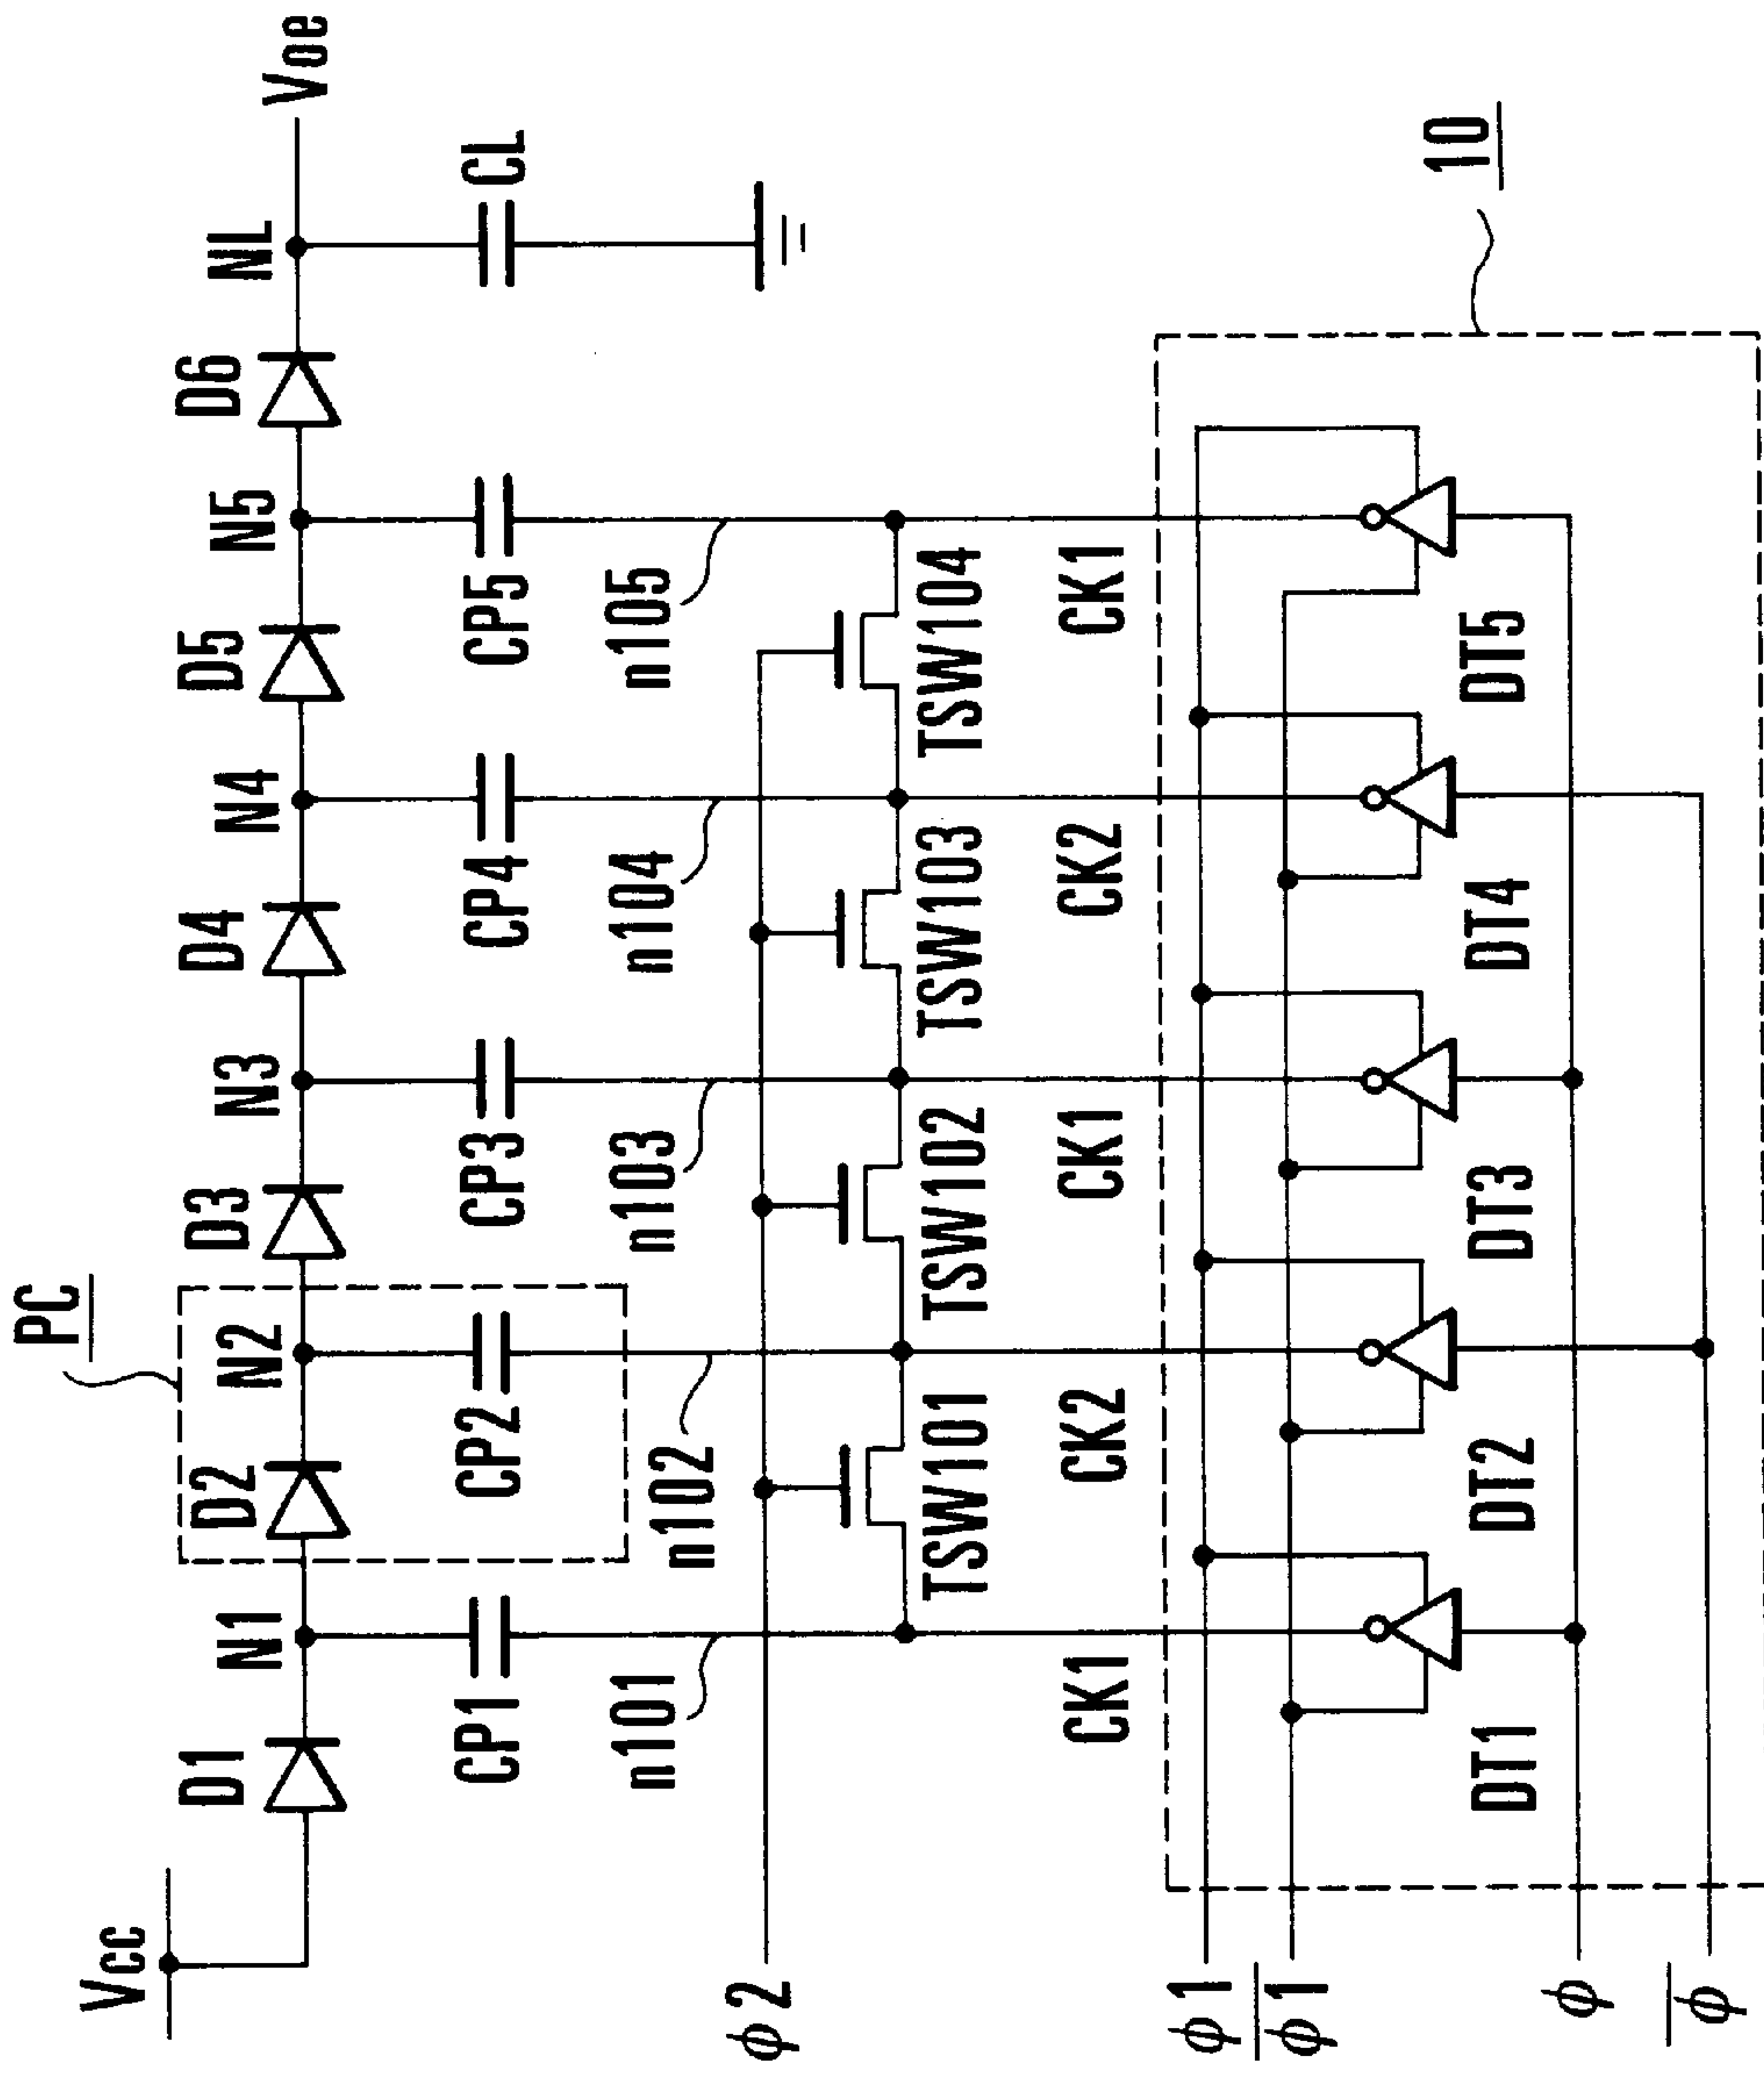 PC
Vcc
D1
N1
D2
N2
D3
N3
D4
N4
D5
N5
D6
NL
Voe
CP1
CP2
CP3
CP4
CP5
CL
n101
n102
n103
n104
n105
ϕ2
TSW101
TSW102
TSW103
TSW104
CK1
CK2
CK1
CK2
CK1
10
ϕ1
ϕ̅1̅
DT1
DT2
DT3
DT4
DT5
ϕ
ϕ̅